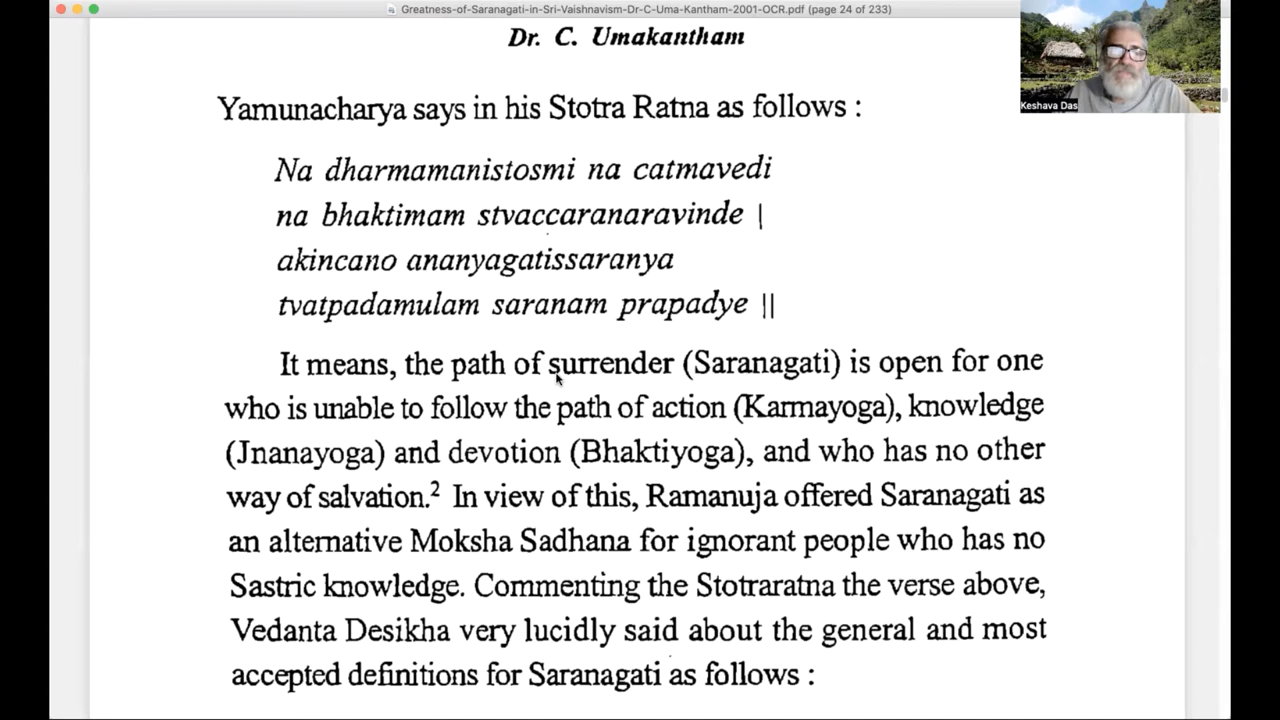 Greatness-of-Saranagati-in-Sri-Vaishnavism-Dr-C-Uma-Kantham-2001-OCR.pdf (page 24 of 233)
Dr. C. Umakantham
Keshava Das
Yamunacharya says in his Stotra Ratna as follows :
Na dharmamanistosmi na catmavedi
na bhaktimam stvaccaranaravinde |
akincano ananyagatissaranya
tvatpadamulam saranam prapadye ||
It means, the path of surrender (Saranagati) is open for one
who is unable to follow the path of action (Karmayoga), knowledge
(Jnanayoga) and devotion (Bhaktiyoga), and who has no other
way of salvation.² In view of this, Ramanuja offered Saranagati as
an alternative Moksha Sadhana for ignorant people who has no
Sastric knowledge. Commenting the Stotraratna the verse above,
Vedanta Desikha very lucidly said about the general and most
accepted definitions for Saranagati as follows :